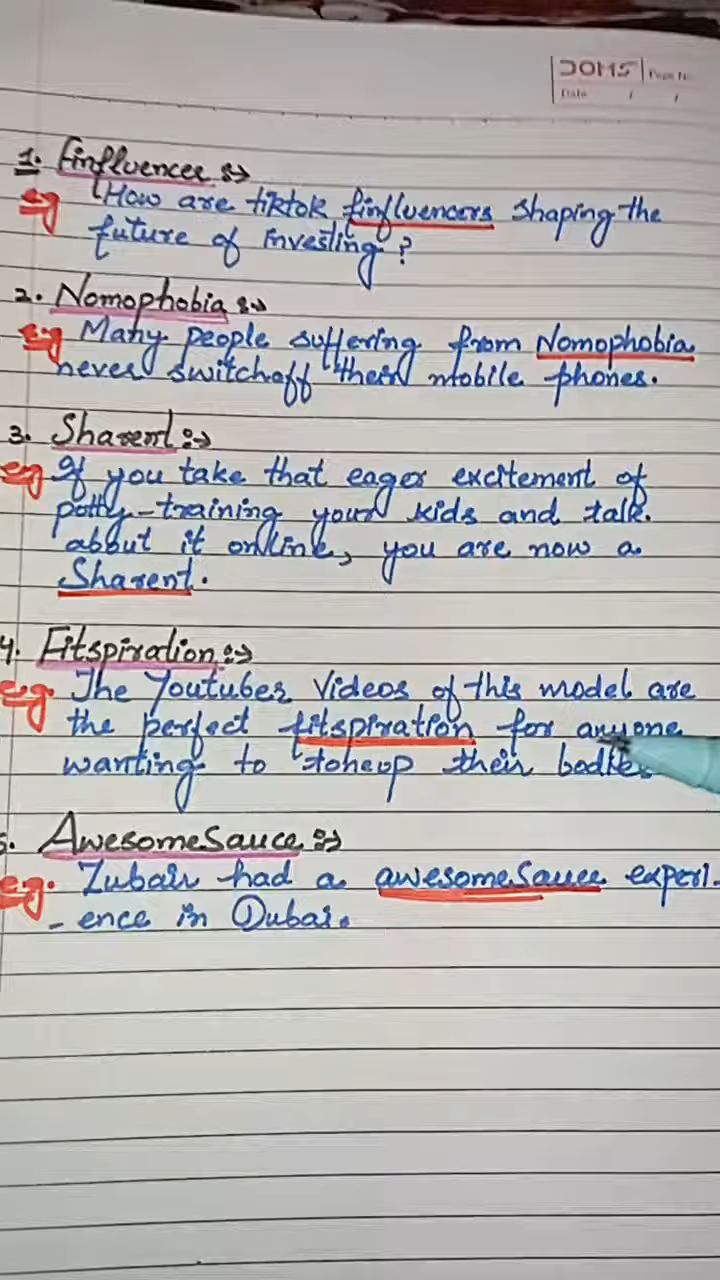 DOMS Page No.
Date / /
1. Finfluencer :→
eg How are tiktok finfluencers shaping the
future of investing?
2. Nomophobia :→
eg Many people suffering from Nomophobia
never switchoff their mobile phones.
3. Sharent :→
eg If you take that eager excitement of
potty-training your kids and talk
about it online, you are now a
Sharent.
4. Fitspiration :→
eg. The Youtuber Videos of this model are
the perfect fitspiration for anyone
wanting to their bodies
5. AwesomeSauce :→
eg. Zubair had a awesomeSauce experi-
-ence in Dubai.